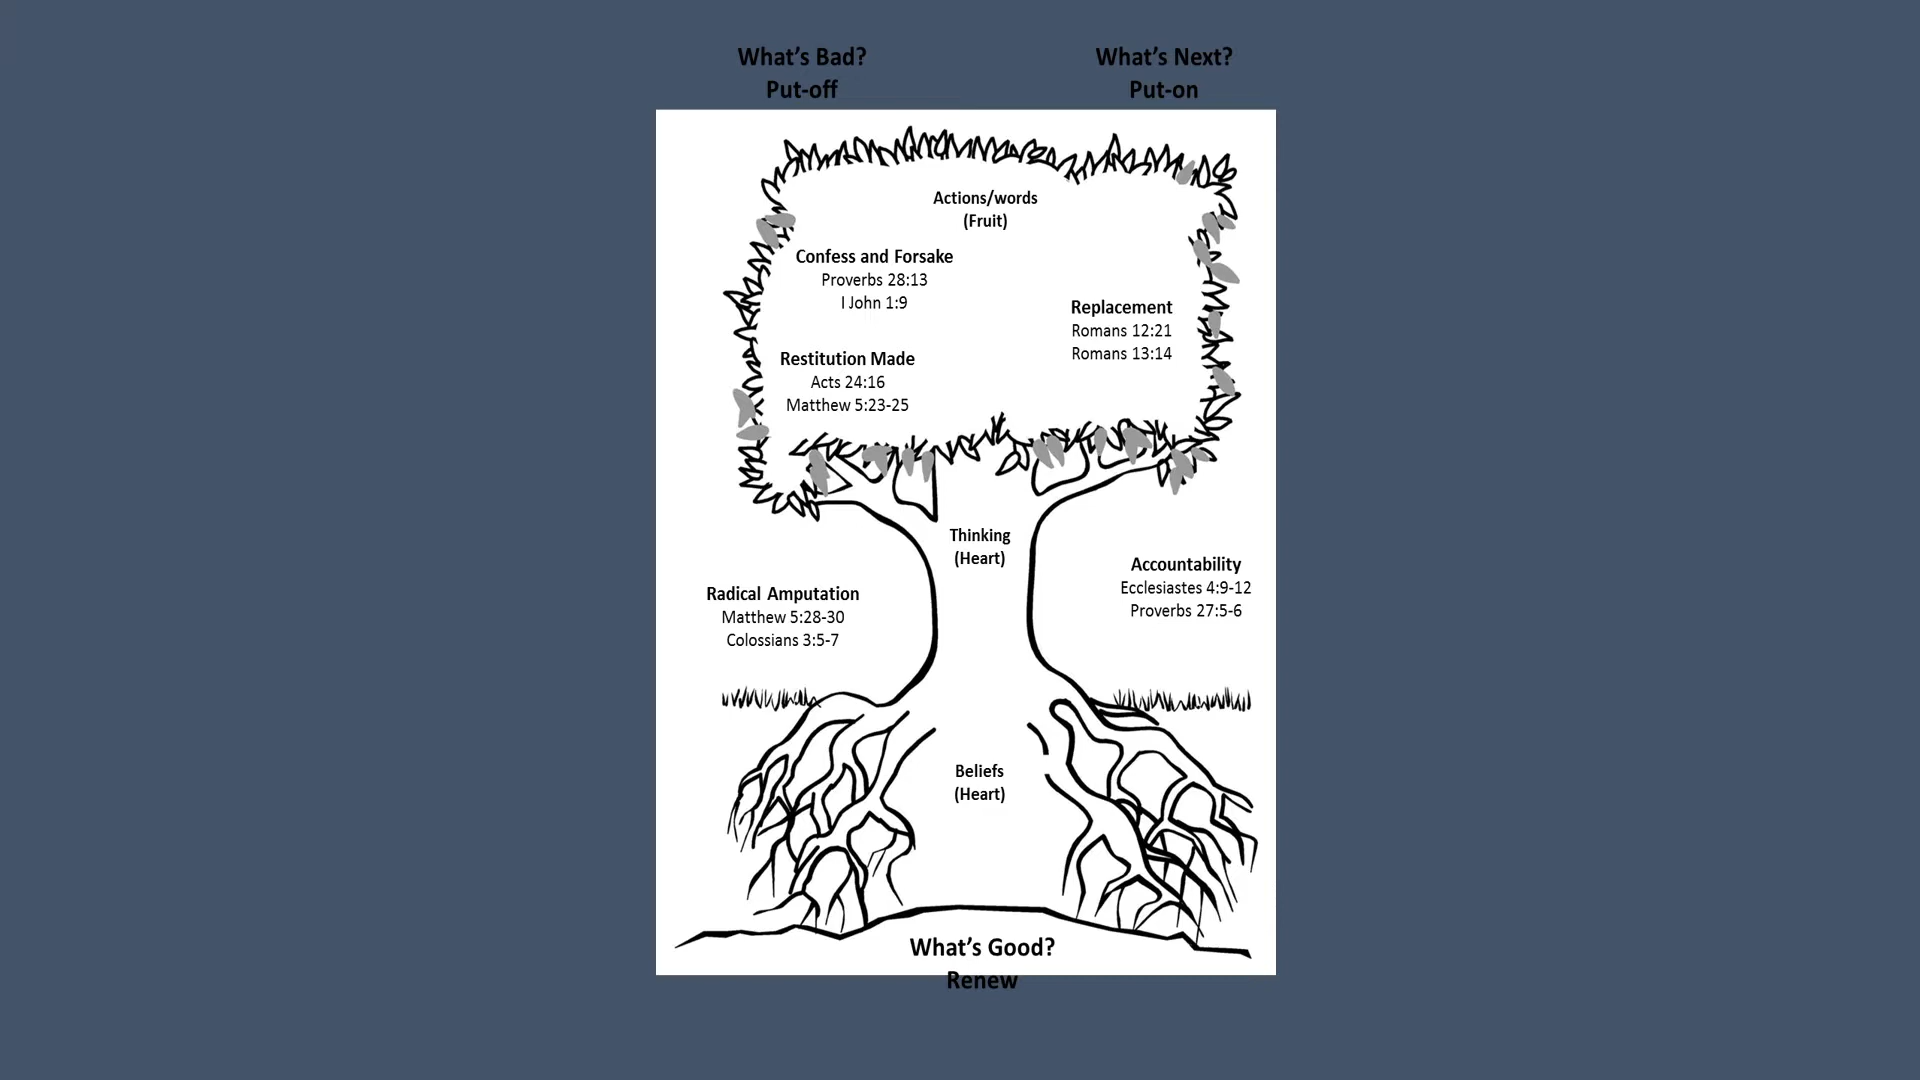 What's Bad?
Put-off
What's Next?
Put-on
Actions/words
(Fruit)
Confess and Forsake
Proverbs 28:13
I John 1:9
Replacement
Romans 12:21
Romans 13:14
Restitution Made
Acts 24:16
Matthew 5:23-25
Thinking
(Heart)
Radical Amputation
Matthew 5:28-30
Colossians 3:5-7
Accountability
Ecclesiastes 4:9-12
Proverbs 27:5-6
Beliefs
(Heart)
What's Good?
Renew